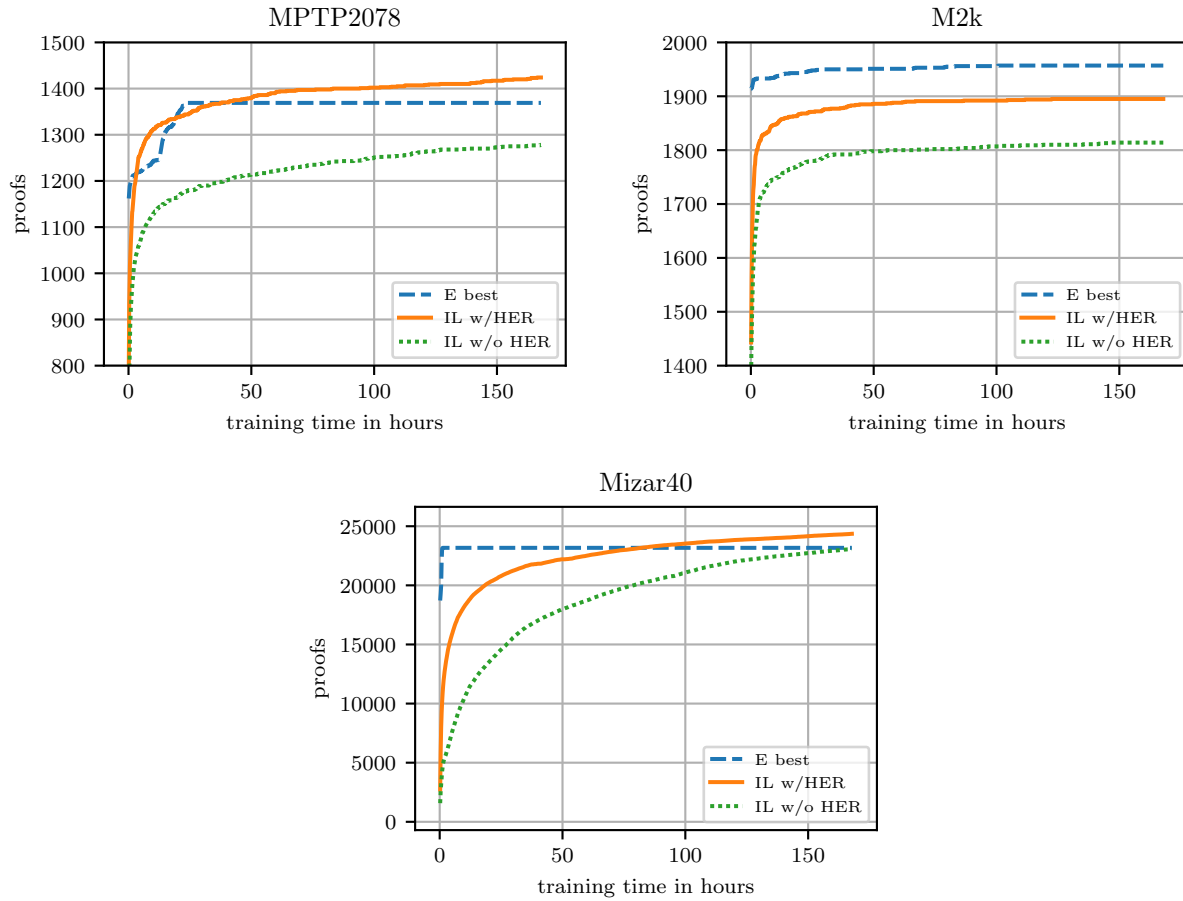 MPTP2078
1500
1400
1300
1200
1100
1000
900
800
proofs
E best
IL w/HER
IL w/o HER
0 50 100 150
training time in hours
M2k
2000
1900
1800
1700
1600
1500
1400
proofs
E best
IL w/HER
IL w/o HER
0 50 100 150
training time in hours
Mizar40
25000
20000
15000
10000
5000
0
proofs
E best
IL w/HER
IL w/o HER
0 50 100 150
training time in hours